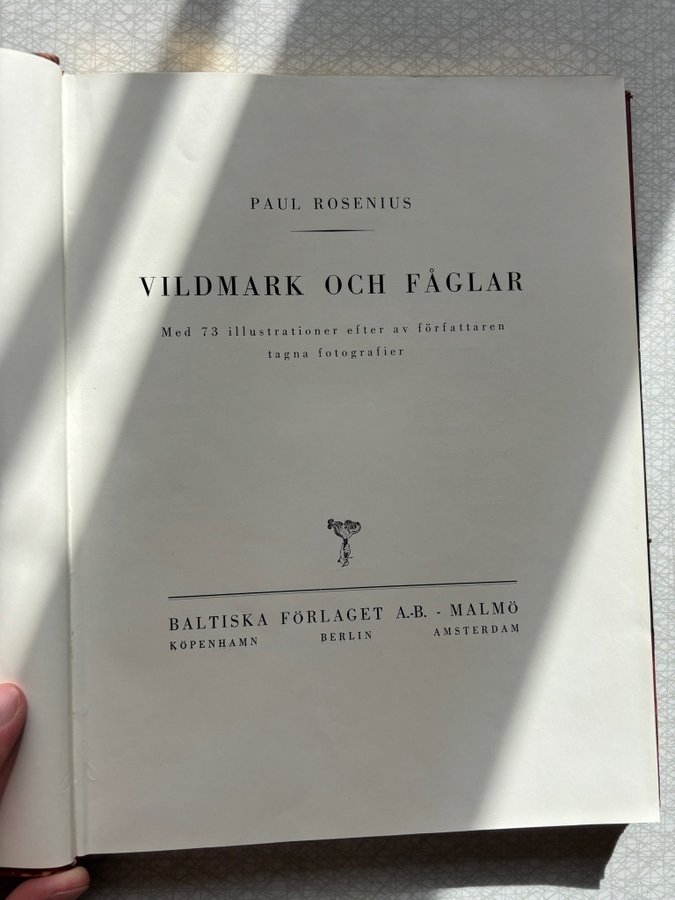 PAUL ROSENIUS
VILDMARK OCH FÅGLAR
Med 73 illustrationer efter av författaren
tagna fotografier
BALTISKA FÖRLAGET A.-B. - MALMÖ
KÖPENHAMN BERLIN AMSTERDAM